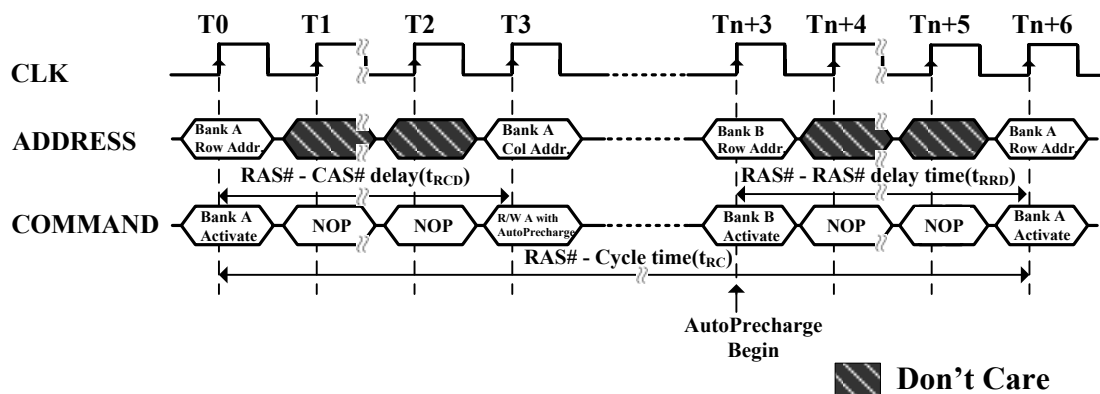 T0 T1 T2 T3 Tn+3 Tn+4 Tn+5 Tn+6
CLK
ADDRESS
Bank A
Row Addr.
Bank A
Col Addr.
Bank B
Row Addr.
Bank A
Row Addr.
RAS# - CAS# delay(tRCD)
RAS# - RAS# delay time(tRRD)
COMMAND
Bank A
Activate
NOP
NOP
R/W A with
AutoPrecharge
Bank B
Activate
NOP
NOP
Bank A
Activate
RAS# - Cycle time(tRC)
AutoPrecharge
Begin
Don't Care